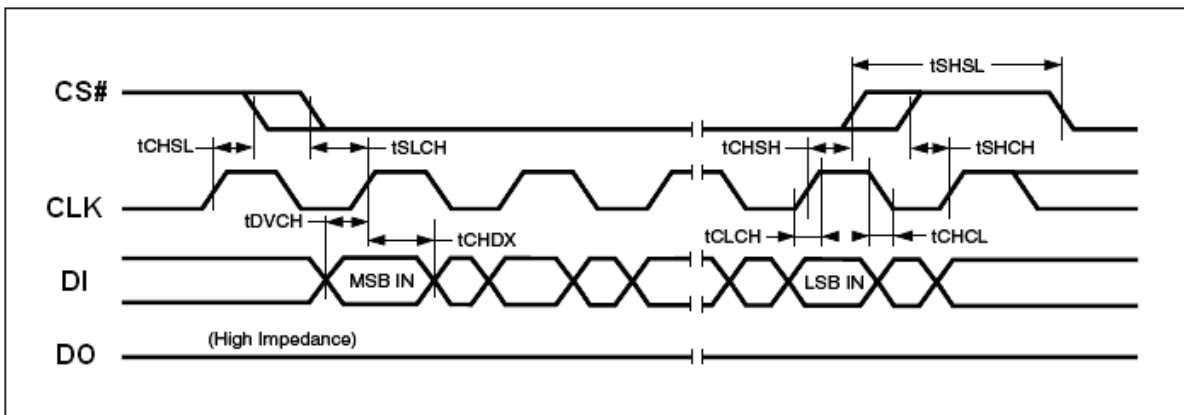 tSHSL
CS#
tCHSL
tSLCH
tCHSH
tSHCH
CLK
tDVCH
tCHDX
tCLCH
tCHCL
DI
MSB IN
LSB IN
(High Impedance)
DO